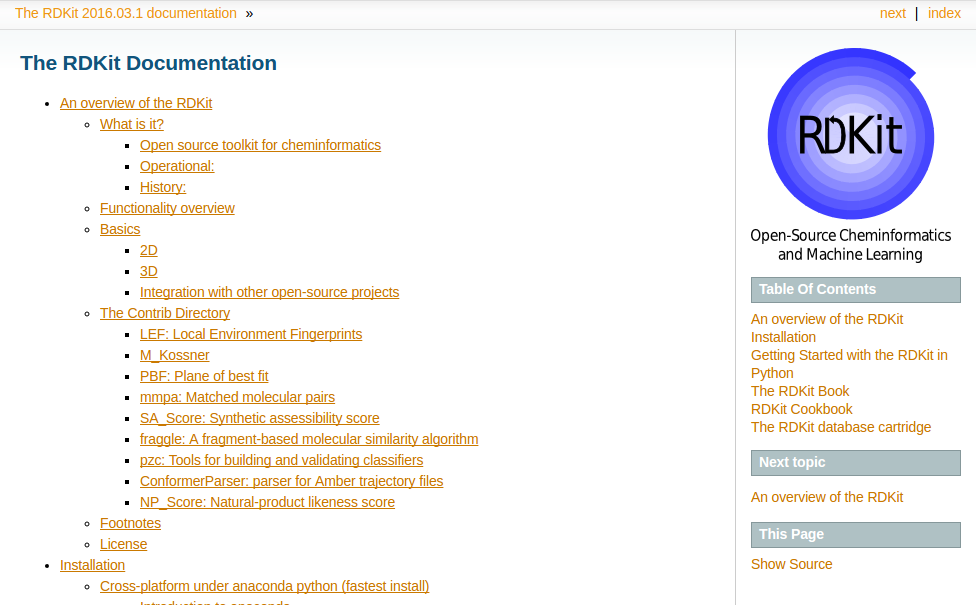 The RDKit 2016.03.1 documentation »
next | index
The RDKit Documentation
An overview of the RDKit
What is it?
Open source toolkit for cheminformatics
Operational:
History:
Functionality overview
Basics
2D
3D
Integration with other open-source projects
The Contrib Directory
LEF: Local Environment Fingerprints
M_Kossner
PBF: Plane of best fit
mmpa: Matched molecular pairs
SA_Score: Synthetic assessibility score
fraggle: A fragment-based molecular similarity algorithm
pzc: Tools for building and validating classifiers
ConformerParser: parser for Amber trajectory files
NP_Score: Natural-product likeness score
Footnotes
License
Installation
Cross-platform under anaconda python (fastest install)
Introduction to anaconda
RDKit
Open-Source Cheminformatics
and Machine Learning
Table Of Contents
An overview of the RDKit
Installation
Getting Started with the RDKit in
Python
The RDKit Book
RDKit Cookbook
The RDKit database cartridge
Next topic
An overview of the RDKit
This Page
Show Source